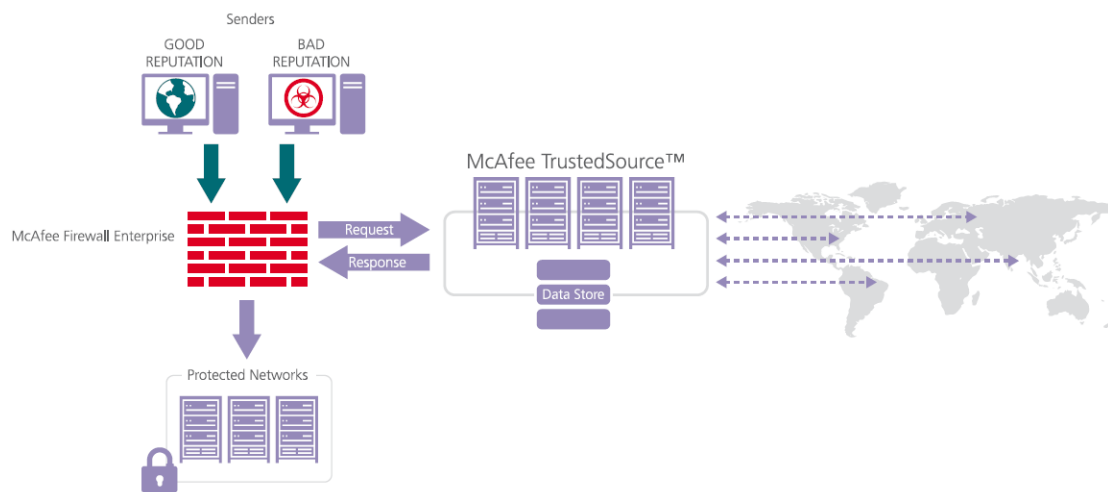 Senders
GOOD
REPUTATION
BAD
REPUTATION
McAfee TrustedSource™
McAfee Firewall Enterprise
Request
Response
Data Store
Protected Networks